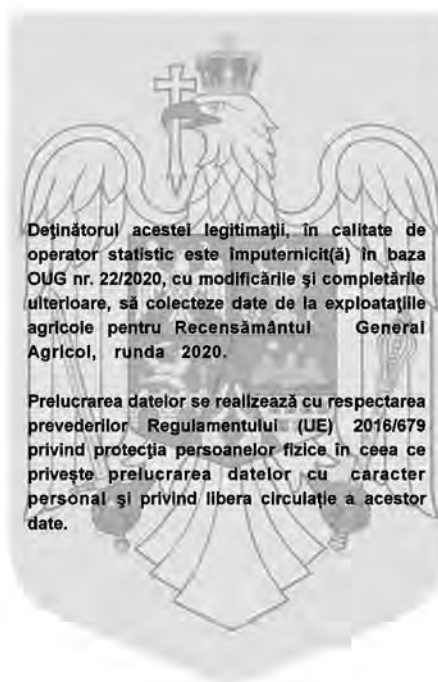 Deţinătorul acestei legitimaţii, în calitate de
operator statistic este împuternicit(ă) în baza
OUG nr. 22/2020, cu modificările şi completările
ulterioare, să colecteze date de la exploataţiile
agricole pentru Recensământul General
Agricol, runda 2020.
Prelucrarea datelor se realizează cu respectarea
prevederilor Regulamentului (UE) 2016/679
privind protecţia persoanelor fizice în ceea ce
priveşte prelucrarea datelor cu caracter
personal şi privind libera circulaţie a acestor
date.